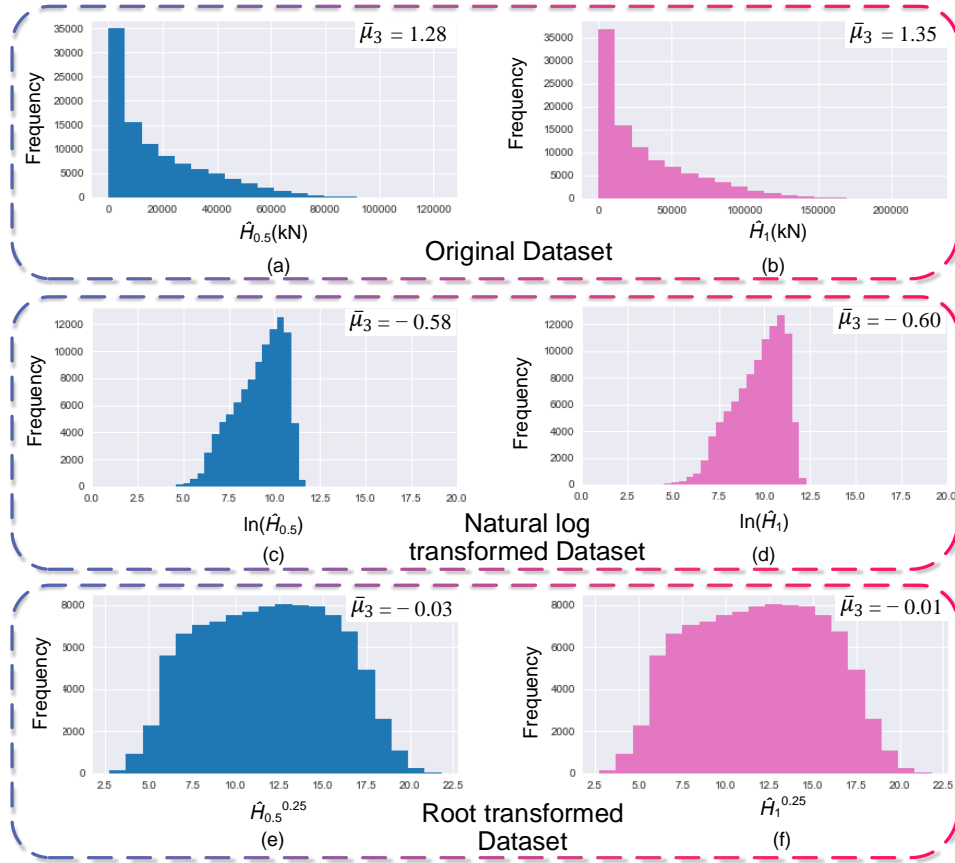 μ̄₃ = 1.28
35000
30000
25000
20000
15000
10000
5000
0
Frequency
0 20000 40000 60000 80000 100000 120000
Ĥ₀.₅(kN)
(a)
μ̄₃ = 1.35
35000
30000
25000
20000
15000
10000
5000
0
Frequency
0 50000 100000 150000 200000
Ĥ₁(kN)
(b)
Original Dataset
μ̄₃ = − 0.58
12000
10000
8000
6000
4000
2000
0
Frequency
0.0 2.5 5.0 7.5 10.0 12.5 15.0 17.5 20.0
ln(Ĥ₀.₅)
(c)
μ̄₃ = − 0.60
12000
10000
8000
6000
4000
2000
0
Frequency
0.0 2.5 5.0 7.5 10.0 12.5 15.0 17.5 20.0
ln(Ĥ₁)
(d)
Natural log
transformed Dataset
μ̄₃ = − 0.03
8000
6000
4000
2000
0
Frequency
2.5 5.0 7.5 10.0 12.5 15.0 17.5 20.0 22.5
Ĥ₀.₅⁰·²⁵
(e)
μ̄₃ = − 0.01
8000
6000
4000
2000
0
Frequency
2.5 5.0 7.5 10.0 12.5 15.0 17.5 20.0 22.5
Ĥ₁⁰·²⁵
(f)
Root transformed
Dataset